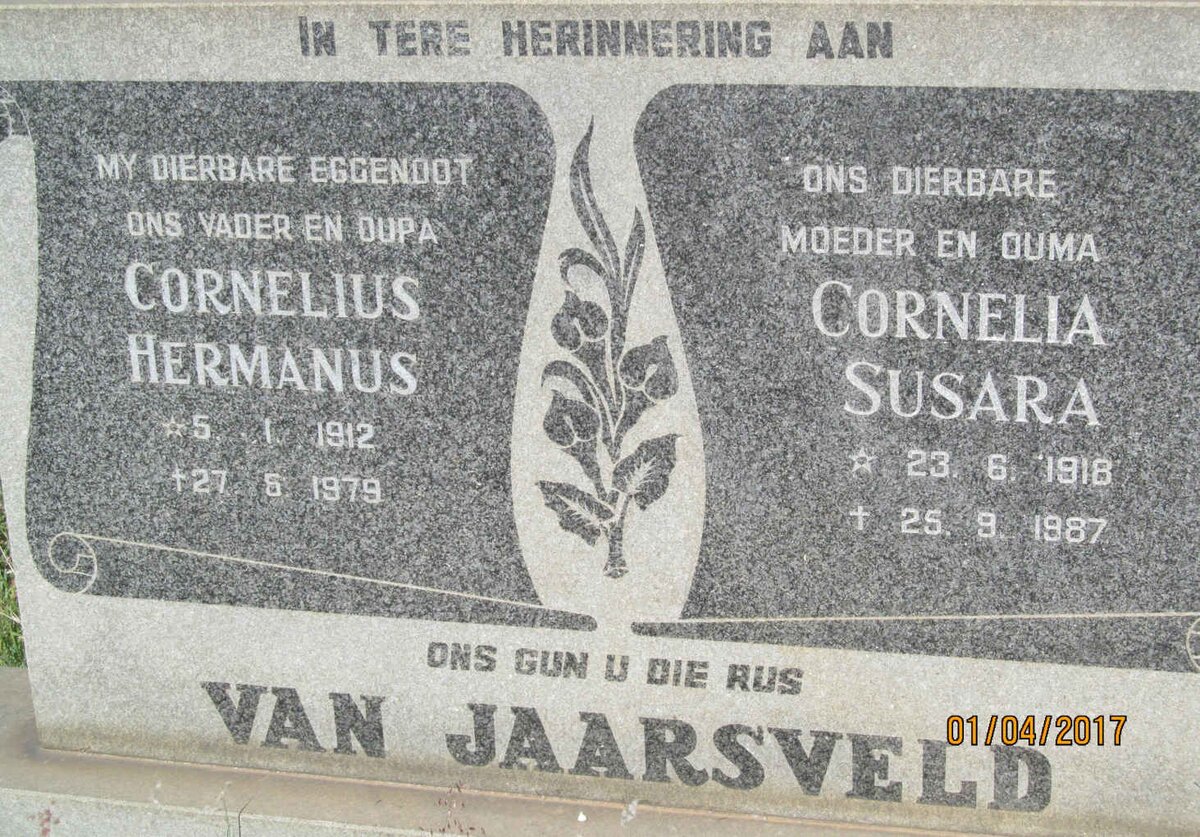 IN TERE HERINNERING AAN
MY DIERBARE EGGENOOT
ONS VADER EN OUPA
CORNELIUS
HERMANUS
☆5. 1. 1912
†27 6 1979
ONS DIERBARE
MOEDER EN OUMA
CORNELIA
SUSARA
☆ 23. 6. 1918
† 25. 9. 1987
ONS GUN U DIE RUS
VAN JAARSVELD
01/04/2017